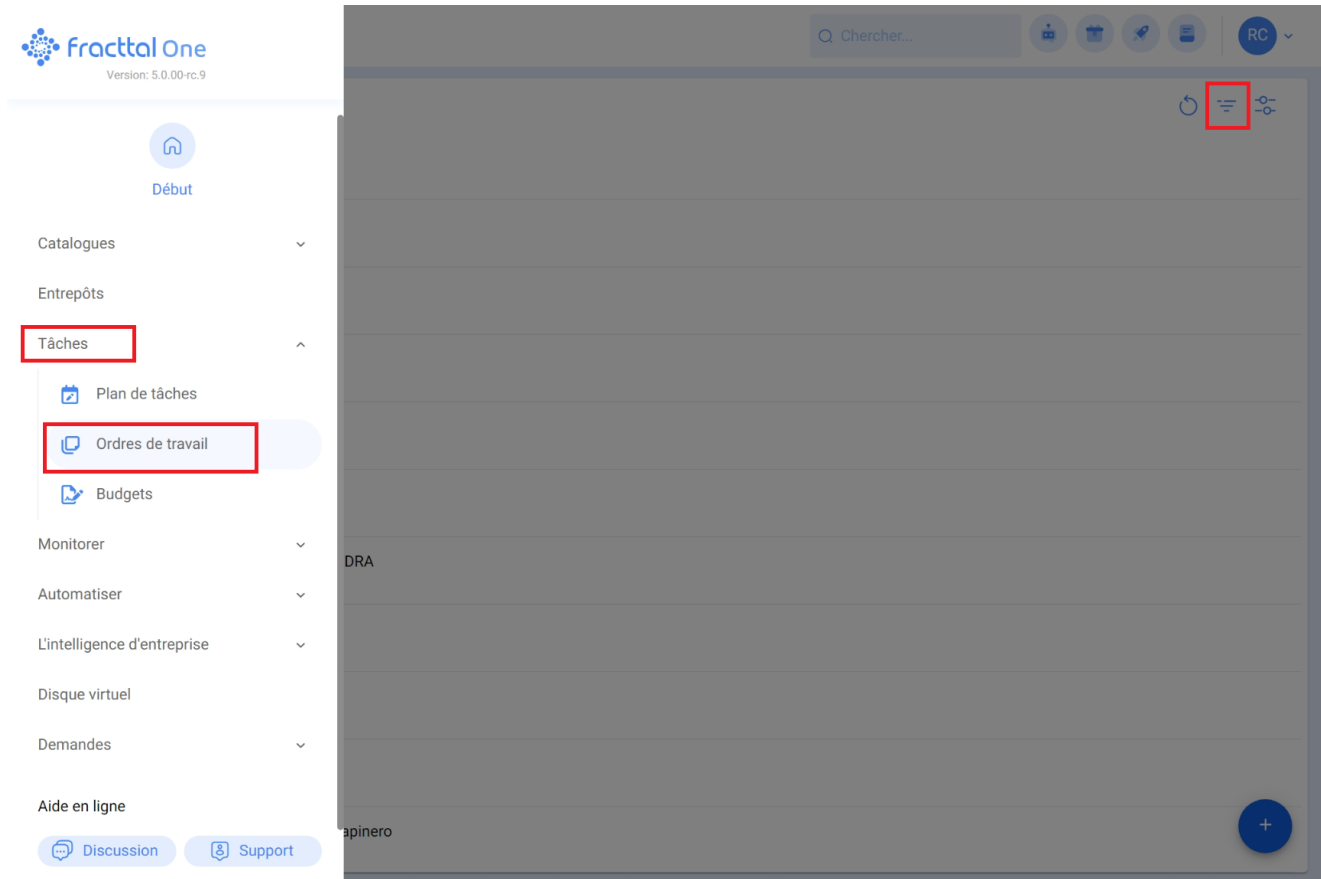 fracttal One
Version: 5.0.00-rc.9
Chercher...
RC
Début
Catalogues
Entrepôts
Tâches
Plan de tâches
Ordres de travail
Budgets
Monitorer
DRA
Automatiser
L'intelligence d'entreprise
Disque virtuel
Demandes
Aide en ligne
apinero
Discussion
Support